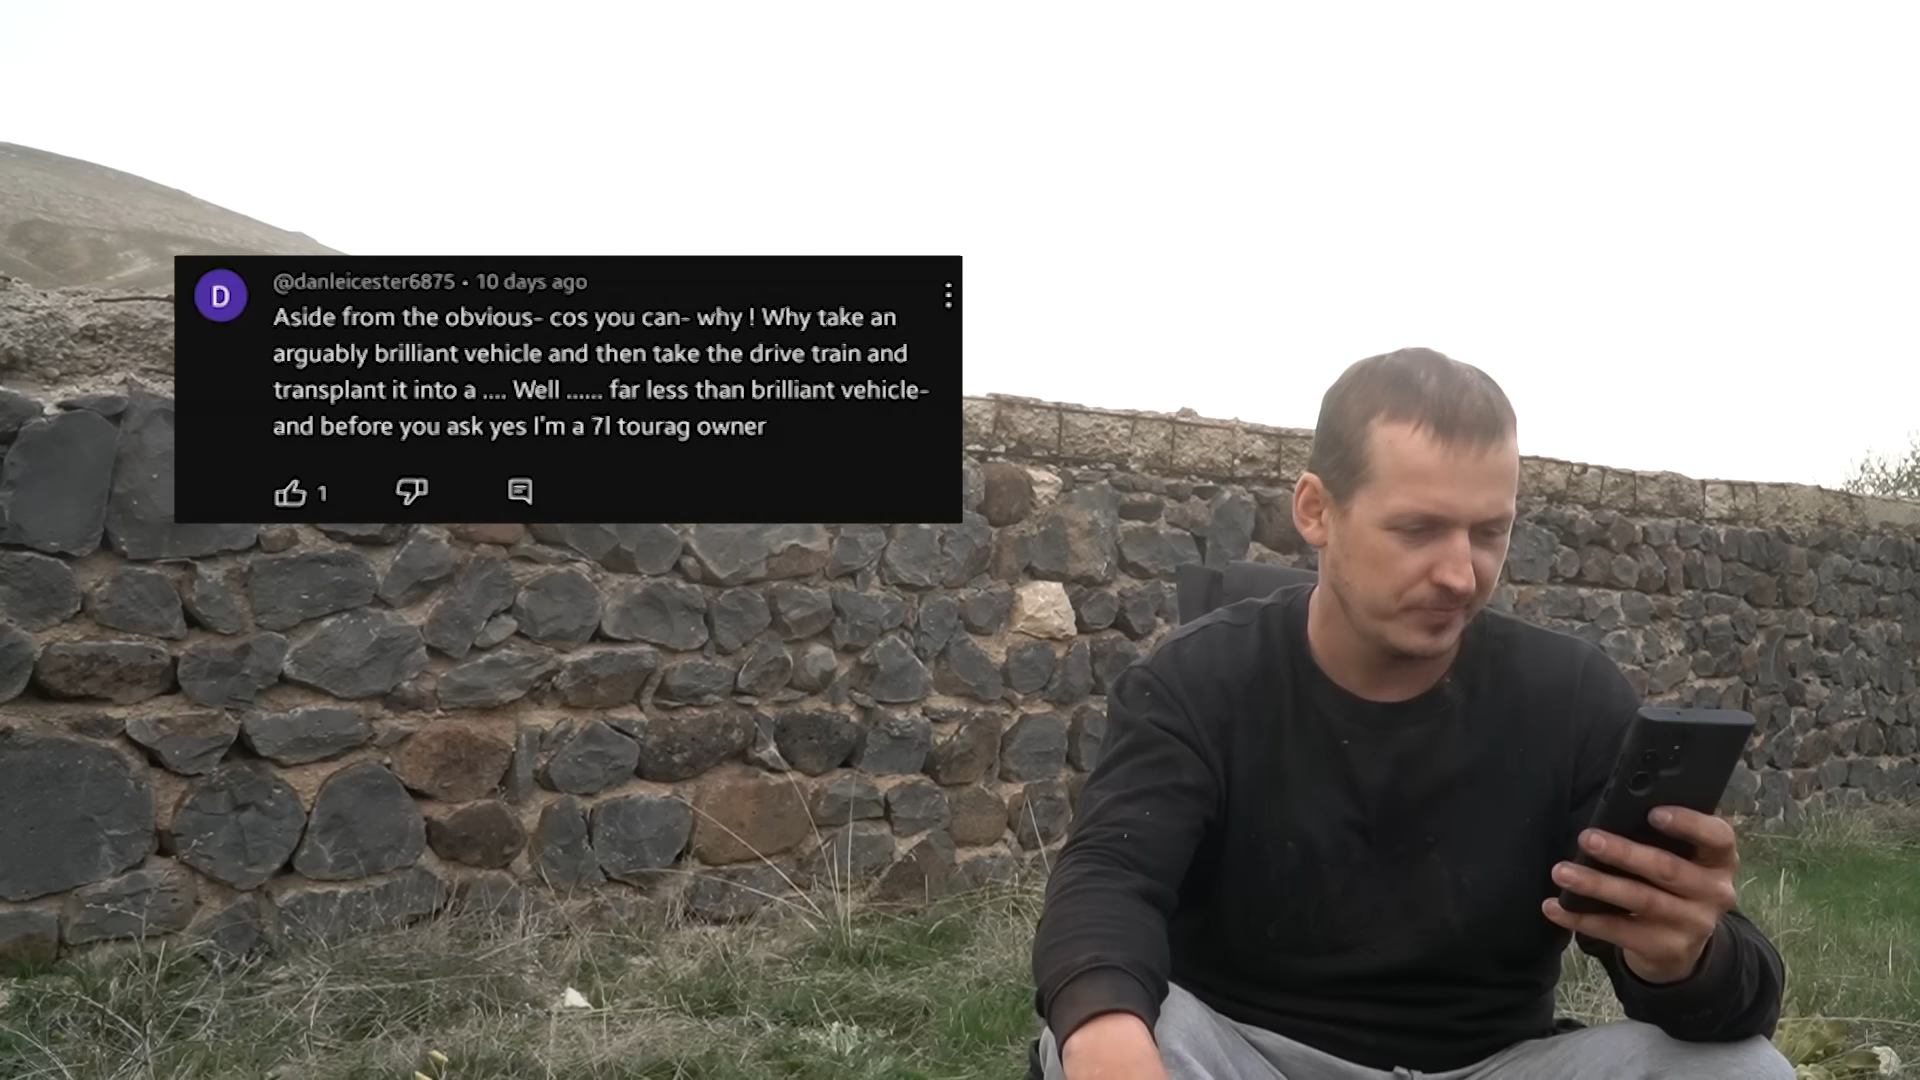 D
@danleicester6875 • 10 days ago
Aside from the obvious- cos you can- why ! Why take an
arguably brilliant vehicle and then take the drive train and
transplant it into a .... Well ...... far less than brilliant vehicle-
and before you ask yes I'm a 7l tourag owner
1